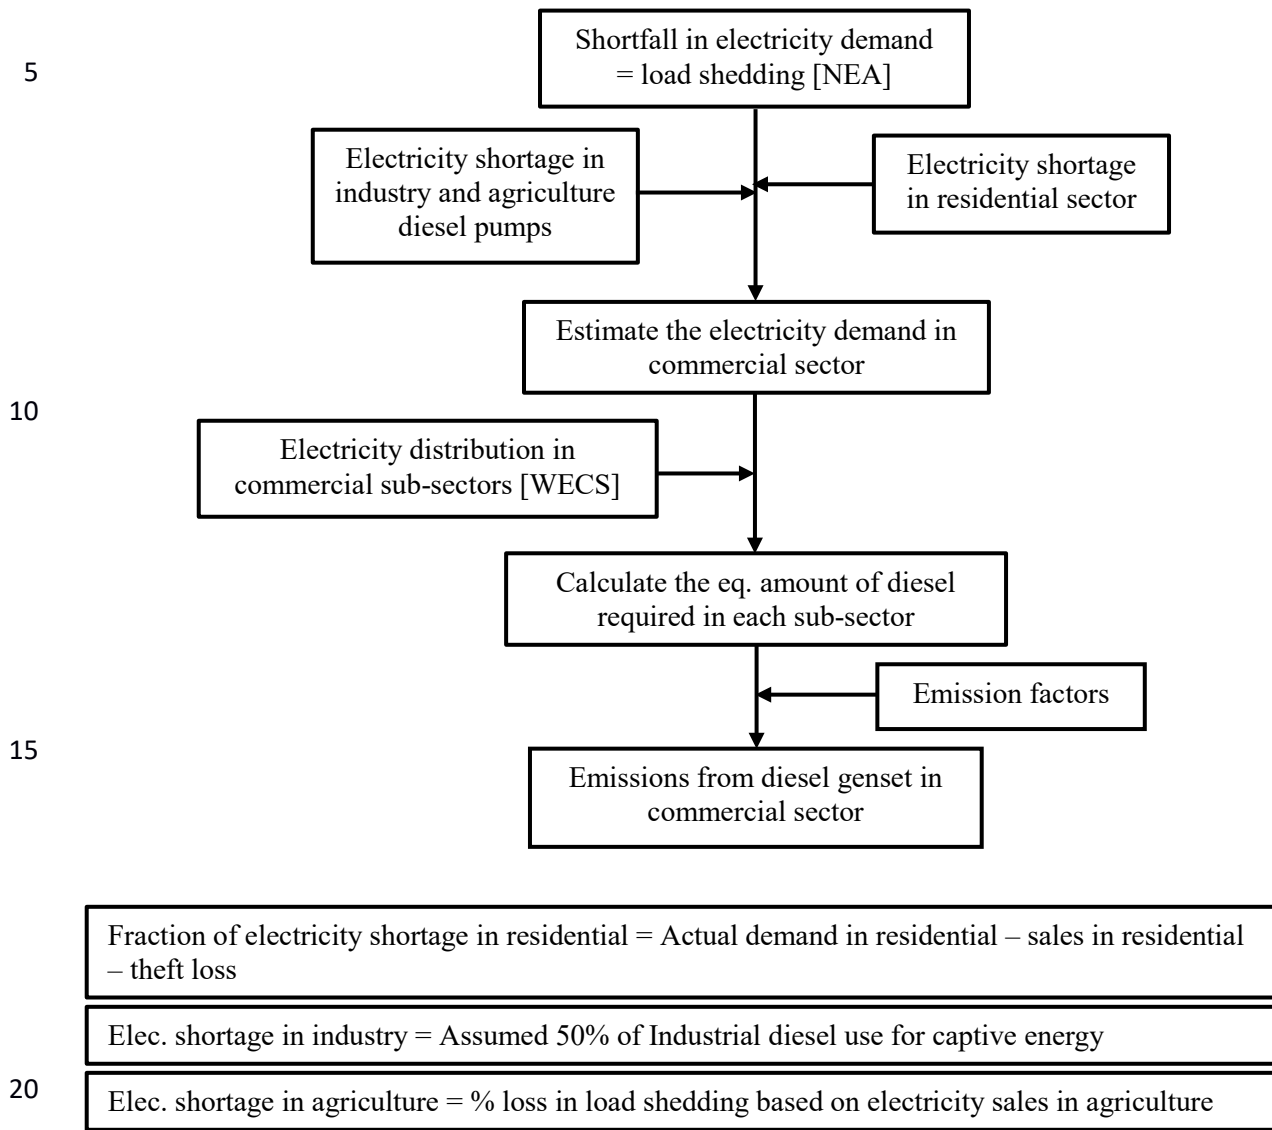 5
Shortfall in electricity demand
= load shedding [NEA]
Electricity shortage in
industry and agriculture
diesel pumps
Electricity shortage
in residential sector
Estimate the electricity demand in
commercial sector
10
Electricity distribution in
commercial sub-sectors [WECS]
Calculate the eq. amount of diesel
required in each sub-sector
Emission factors
15
Emissions from diesel genset in
commercial sector
Fraction of electricity shortage in residential = Actual demand in residential – sales in residential
– theft loss
Elec. shortage in industry = Assumed 50% of Industrial diesel use for captive energy
20
Elec. shortage in agriculture = % loss in load shedding based on electricity sales in agriculture